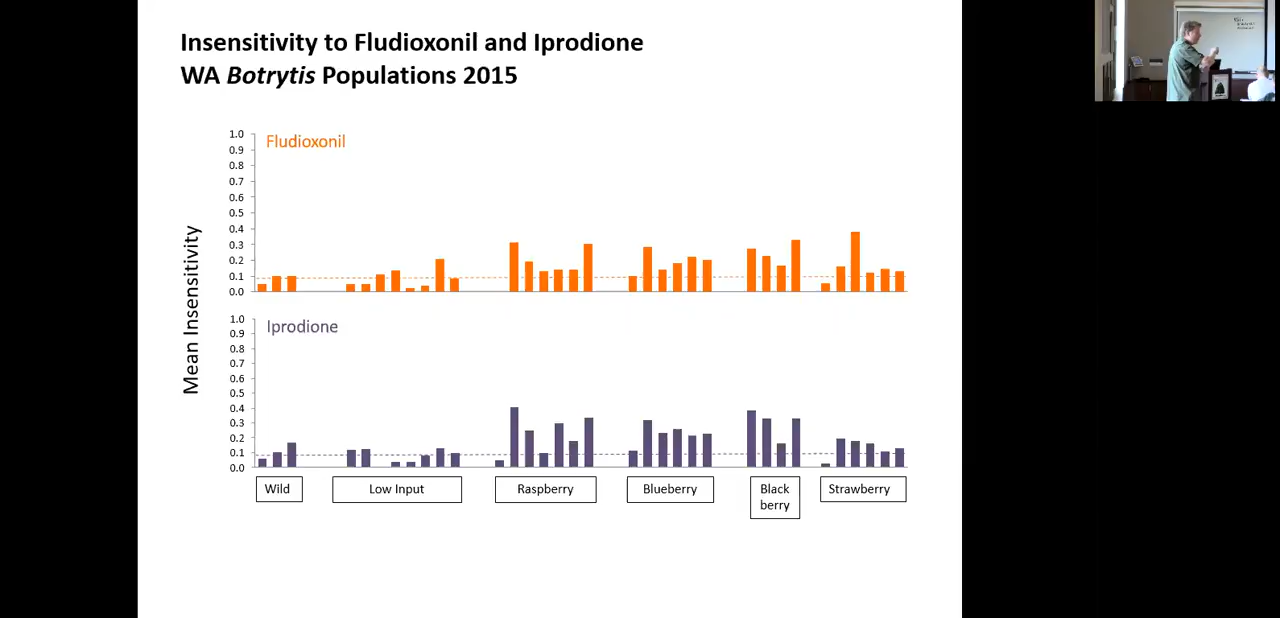 Insensitivity to Fludioxonil and Iprodione
WA Botrytis Populations 2015
Mean Insensitivity
Fludioxonil
1.0
0.9
0.8
0.7
0.6
0.5
0.4
0.3
0.2
0.1
0.0
Iprodione
1.0
0.9
0.8
0.7
0.6
0.5
0.4
0.3
0.2
0.1
0.0
Wild
Low Input
Raspberry
Blueberry
Black
berry
Strawberry